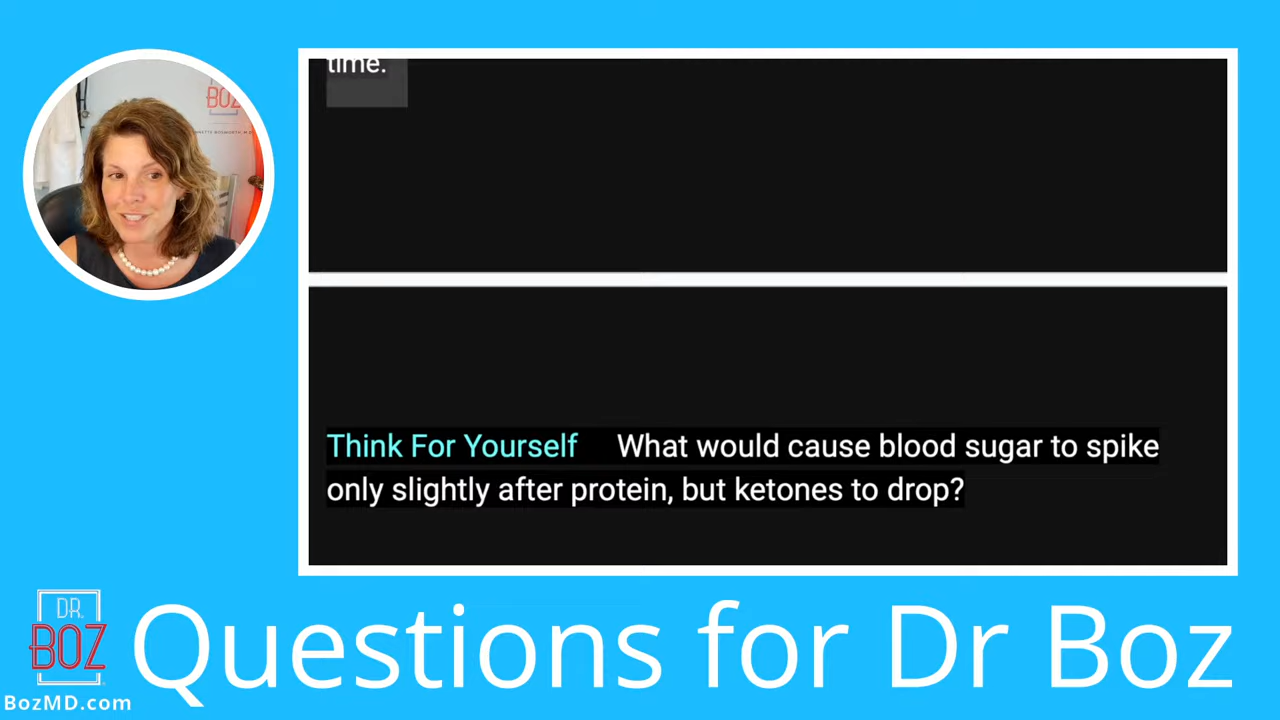 BOZ
time.
Think For Yourself What would cause blood sugar to spike
only slightly after protein, but ketones to drop?
DR.
BOZ
Questions for Dr Boz
BozMD.com